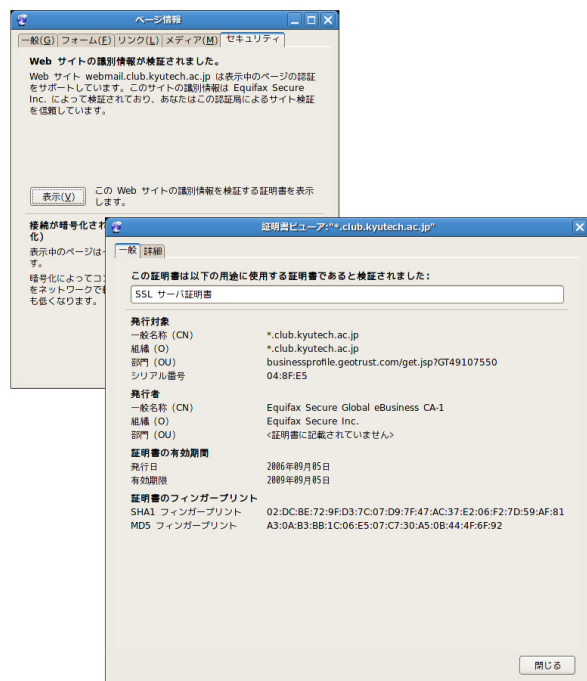 ページ情報
一般(G) フォーム(F) リンク(L) メディア(M) セキュリティ
Web サイトの識別情報が検証されました。
Web サイト webmail.club.kyutech.ac.jp は表示中のページの認証
をサポートしています。このサイトの識別情報は Equifax Secure
Inc. によって検証されており、あなたはこの認証局によるサイト検証
を信頼しています。
表示(V)
この Web サイトの識別情報を検証する証明書を表示
します。
接続が暗号化され
化)
表示中のページは
す。
暗号化によってコ
をネットワークで
も低くなります。
証明書ビューア:"*.club.kyutech.ac.jp"
一般 詳細
この証明書は以下の用途に使用する証明書であると検証されました:
SSL サーバ証明書
発行対象
一般名称 (CN) *.club.kyutech.ac.jp
組織 (O) *.club.kyutech.ac.jp
部門 (OU) businessprofile.geotrust.com/get.jsp?GT49107550
シリアル番号 04:8F:E5
発行者
一般名称 (CN) Equifax Secure Global eBusiness CA-1
組織 (O) Equifax Secure Inc.
部門 (OU) <証明書に記載されていません>
証明書の有効期間
発行日 2006年09月05日
有効期限 2009年09月05日
証明書のフィンガープリント
SHA1 フィンガープリント 02:DC:BE:72:9F:D3:7C:07:D9:7F:47:AC:37:E2:06:F2:7D:59:AF:81
MD5 フィンガープリント A3:0A:B3:BB:1C:06:E5:07:C7:30:A5:0B:44:4F:6F:92
閉じる